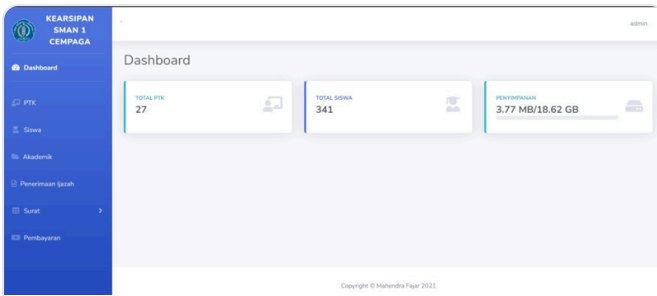 KEARSIPAN
SMAN 1
CEMPAGA
admin
Dashboard
Dashboard
PTK
Siswa
Akademik
Penerimaan Ijazah
Surat
Pembayaran
TOTAL PTK
27
TOTAL SISWA
341
PENYIMPANAN
3.77 MB/18.62 GB
Copyright © Mahendra Fajar 2021